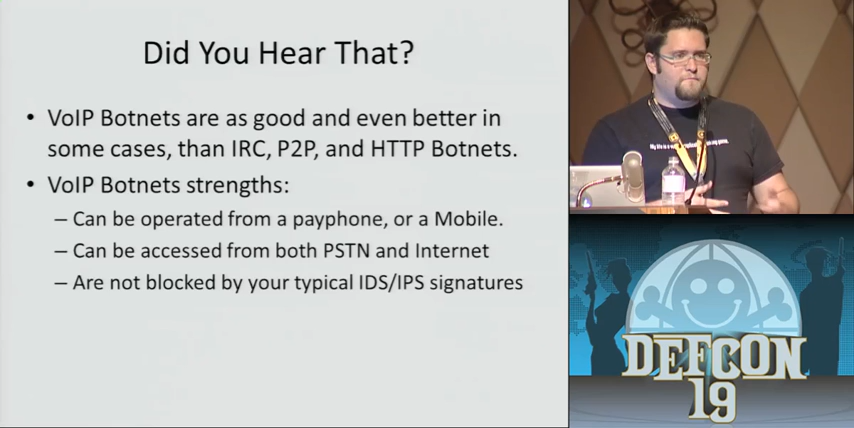 Did You Hear That?
• VoIP Botnets are as good and even better in
some cases, than IRC, P2P, and HTTP Botnets.
• VoIP Botnets strengths:
– Can be operated from a payphone, or a Mobile.
– Can be accessed from both PSTN and Internet
– Are not blocked by your typical IDS/IPS signatures
DEFCON
19